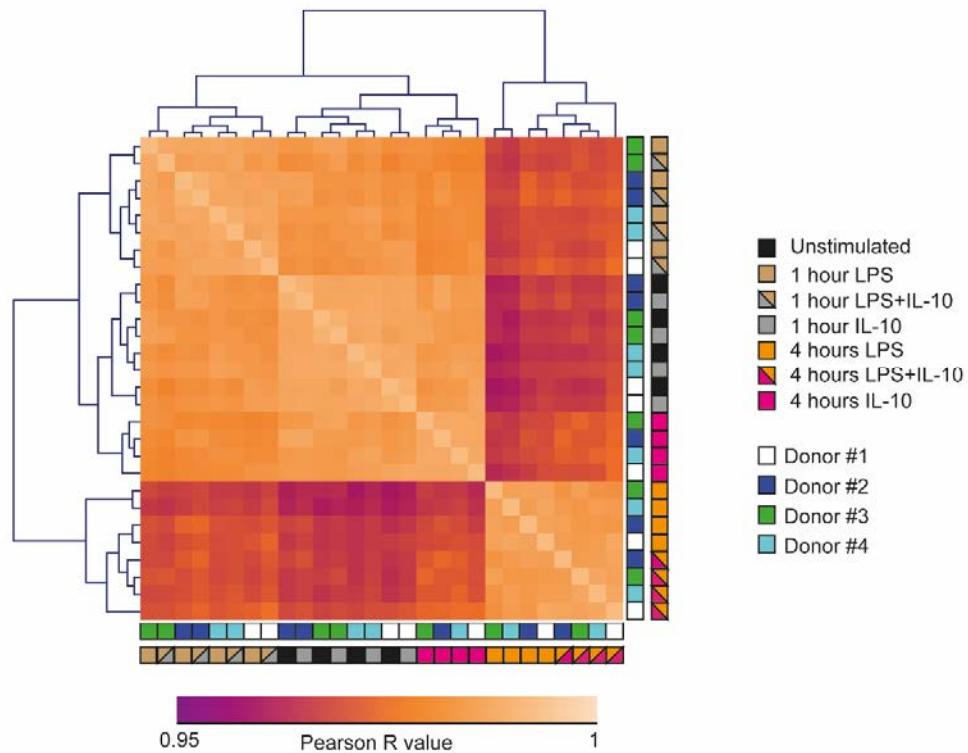 Unstimulated
1 hour LPS
1 hour LPS+IL-10
1 hour IL-10
4 hours LPS
4 hours LPS+IL-10
4 hours IL-10
Donor #1
Donor #2
Donor #3
Donor #4
0.95 Pearson R value 1